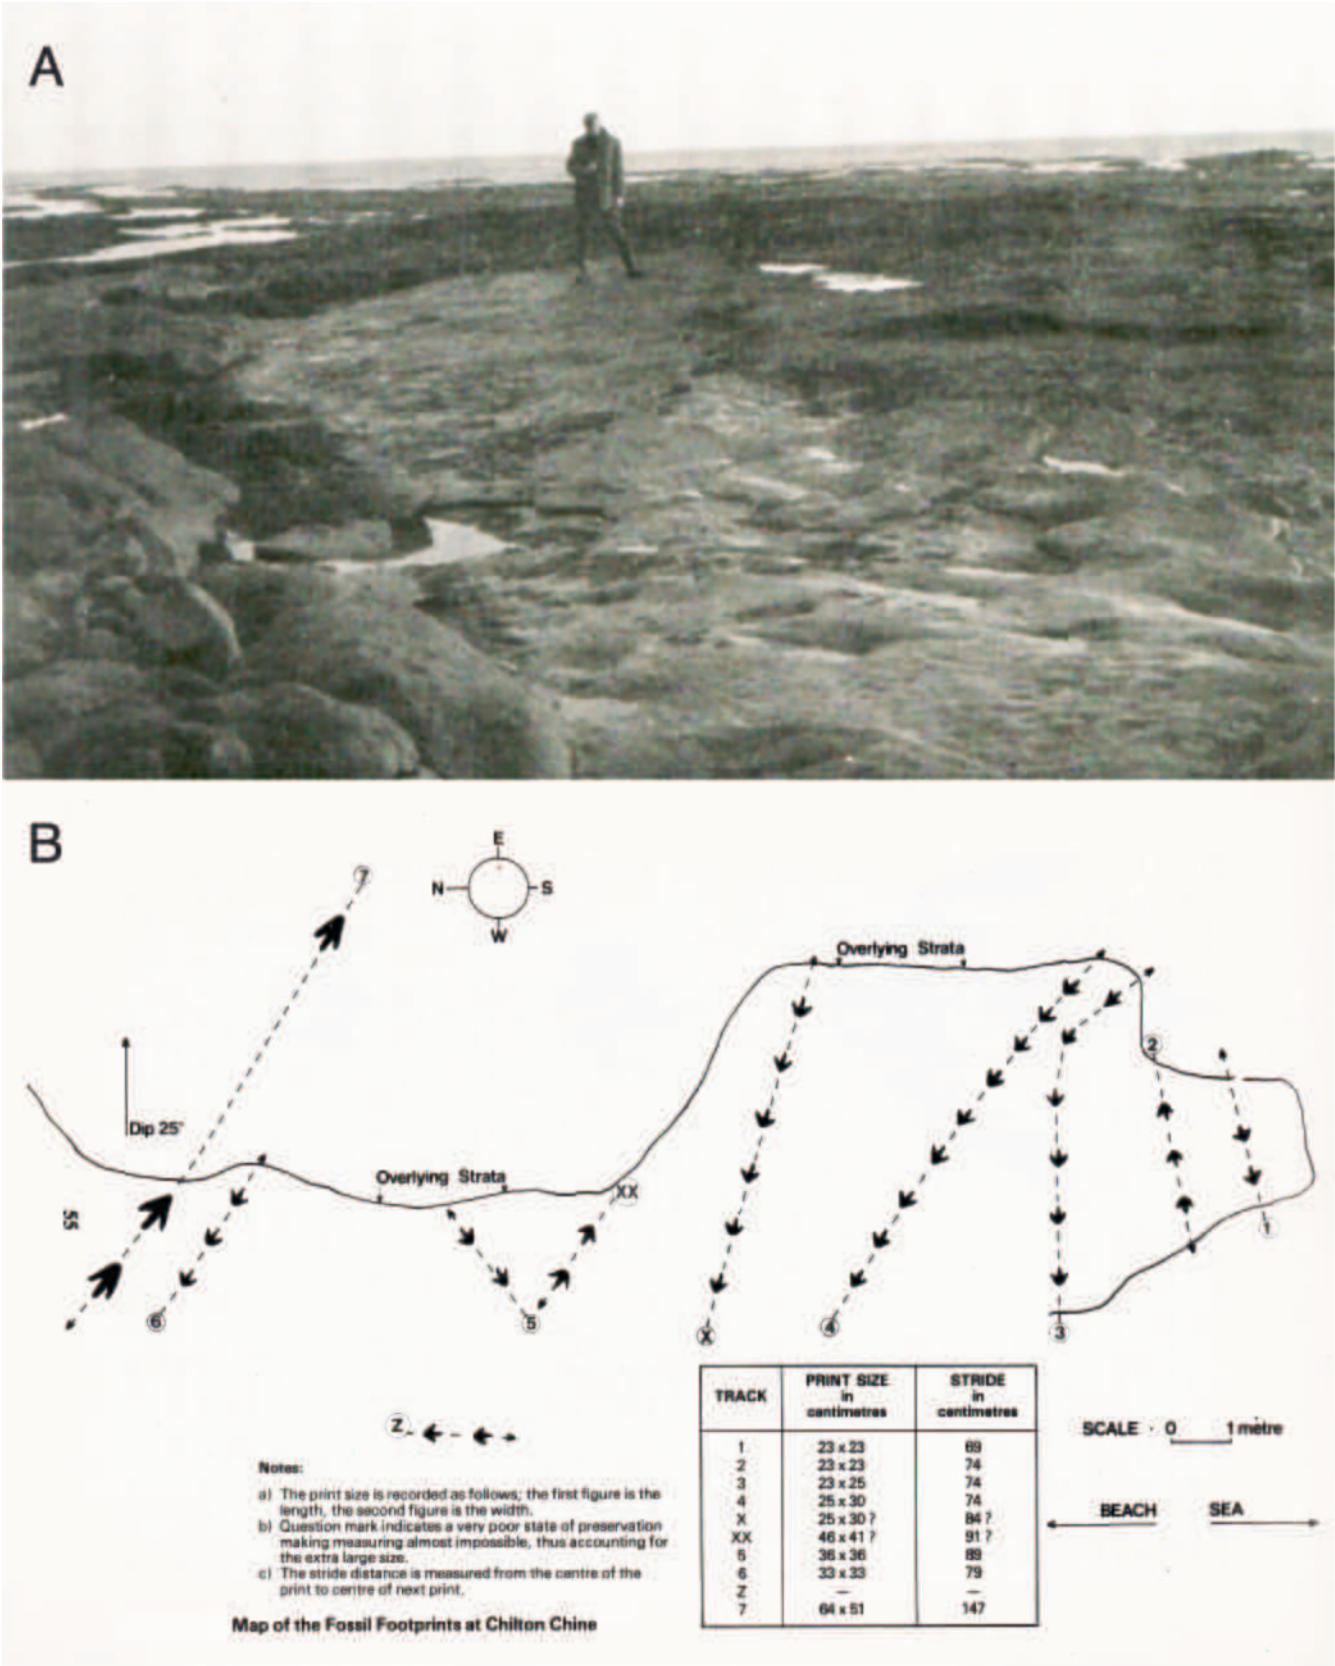 A
B
E
N S
W
7
Overlying Strata
2
Dip 25°
Overlying Strata
XX
55
1
6
5
X
4
3
Z
TRACK PRINT SIZE in centimetres STRIDE in centimetres
1 23 x 23 69
2 23 x 23 74
3 23 x 25 74
4 25 x 30 74
X 25 x 30 ? 84 ?
XX 46 x 41 ? 91 ?
5 36 x 36 89
6 33 x 33 79
Z — —
7 64 x 51 147
SCALE 0 1 metre
BEACH SEA
Notes:
a) The print size is recorded as follows; the first figure is the
length, the second figure is the width.
b) Question mark indicates a very poor state of preservation
making measuring almost impossible, thus accounting for
the extra large size.
c) The stride distance is measured from the centre of the
print to centre of next print.
Map of the Fossil Footprints at Chilton Chine